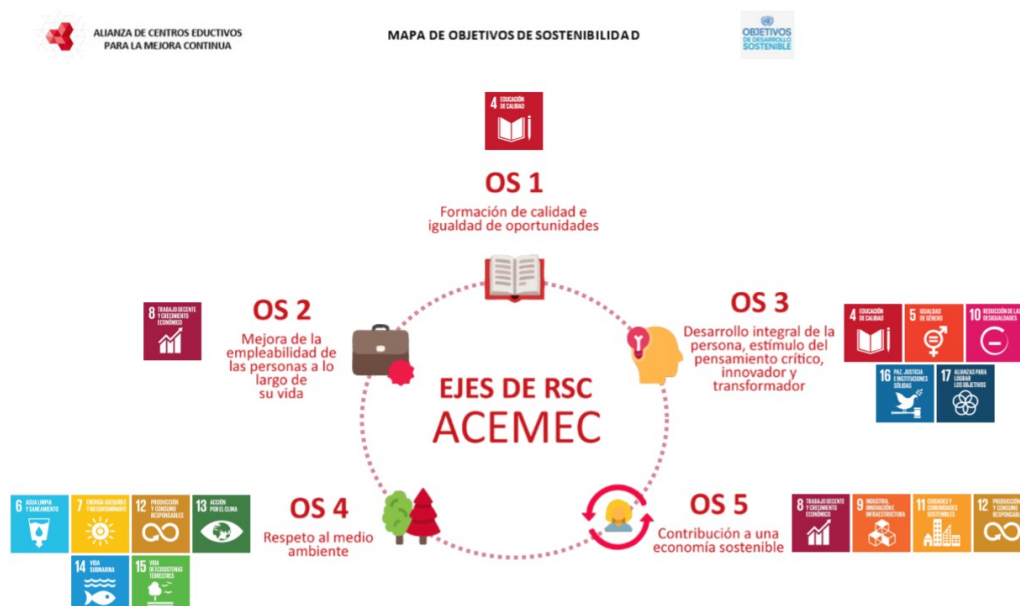 ALIANZA DE CENTROS EDUCTIVOS
PARA LA MEJORA CONTINUA
MAPA DE OBJETIVOS DE SOSTENIBILIDAD
OBJETIVOS
DE DESARROLLO
SOSTENIBLE
4 EDUCACIÓN
DE CALIDAD
OS 1
Formación de calidad e
igualdad de oportunidades
8 TRABAJO DECENTE
Y CRECIMIENTO
ECONÓMICO
OS 2
Mejora de la
empleabilidad de
las personas a lo
largo de
su vida
OS 3
Desarrollo integral de la
persona, estímulo del
pensamiento crítico,
innovador y
transformador
4 EDUCACIÓN
DE CALIDAD
5 IGUALDAD
DE GÉNERO
10 REDUCCIÓN DE LAS
DESIGUALDADES
16 PAZ, JUSTICIA
E INSTITUCIONES
SÓLIDAS
17 ALIANZAS PARA
LOGRAR
LOS OBJETIVOS
EJES DE RSC
ACEMEC
6 AGUA LIMPIA
Y SANEAMIENTO
7 ENERGÍA ASEQUIBLE
Y NO CONTAMINANTE
12 PRODUCCIÓN
Y CONSUMO
RESPONSABLES
13 ACCIÓN
POR EL CLIMA
14 VIDA
SUBMARINA
15 VIDA
DE ECOSISTEMAS
TERRESTRES
OS 4
Respeto al medio
ambiente
OS 5
Contribución a una
economía sostenible
8 TRABAJO DECENTE
Y CRECIMIENTO
ECONÓMICO
9 INDUSTRIA,
INNOVACIÓN E
INFRAESTRUCTURA
11 CIUDADES Y
COMUNIDADES
SOSTENIBLES
12 PRODUCCIÓN
Y CONSUMO
RESPONSABLES